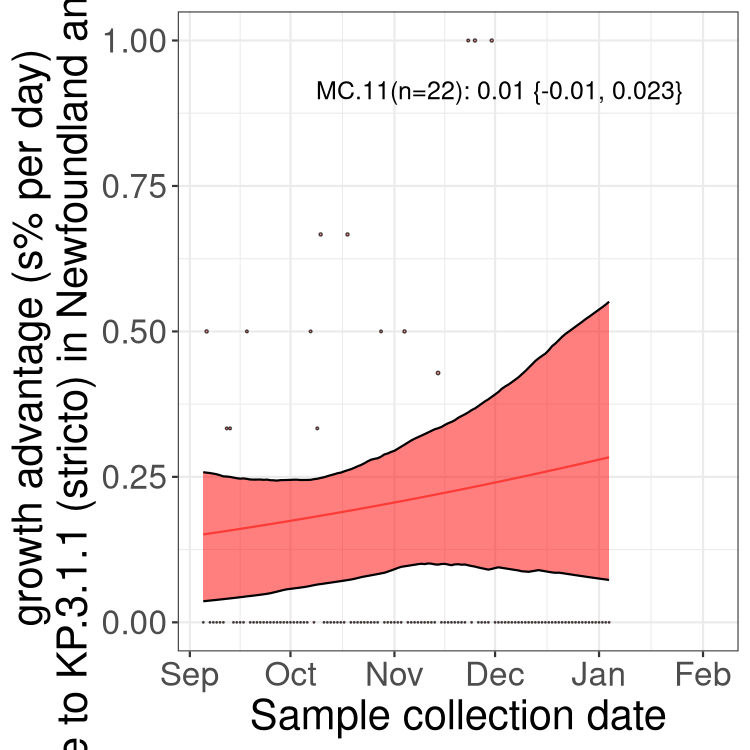 growth advantage (s% per day)
e to KP.3.1.1 (stricto) in Newfoundland an
1.00
0.75
0.50
0.25
0.00
MC.11(n=22): 0.01 {-0.01, 0.023}
Sep Oct Nov Dec Jan Feb
Sample collection date